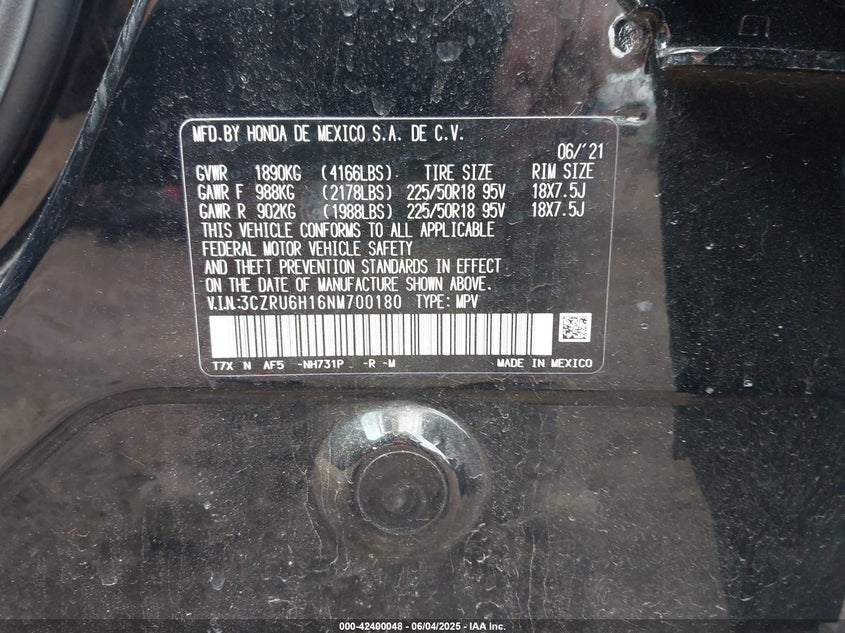 MFD.BY HONDA DE MEXICO S.A. DE C.V.
06/'21
GVWR 1890KG (4166LBS) TIRE SIZE RIM SIZE
GAWR F 988KG (2178LBS) 225/50R18 95V 18X7.5J
GAWR R 902KG (1988LBS) 225/50R18 95V 18X7.5J
THIS VEHICLE CONFORMS TO ALL APPLICABLE
FEDERAL MOTOR VEHICLE SAFETY
AND THEFT PREVENTION STANDARDS IN EFFECT
ON THE DATE OF MANUFACTURE SHOWN ABOVE.
V.I.N.:3CZRU6H16NM700180 TYPE: MPV
T7X N AF5 -NH731P -R -M MADE IN MEXICO
000-42400048 - 06/04/2025 - IAA Inc.